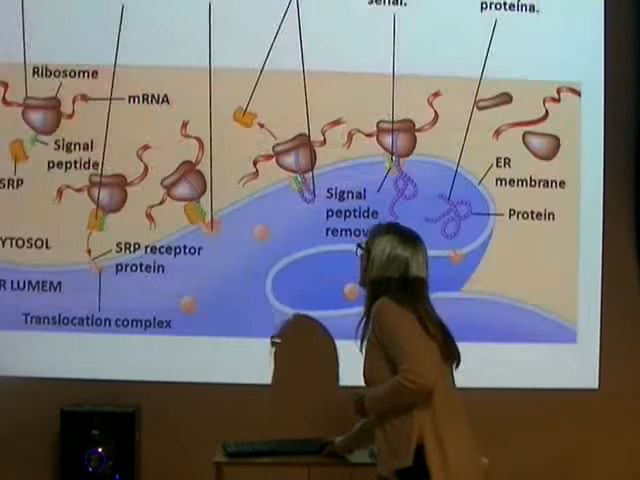 proteína.
Ribosome
mRNA
Signal
peptide
SRP
ER
membrane
Signal
peptide
Protein
YTOSOL
SRP receptor
protein
R LUMEM
Translocation complex